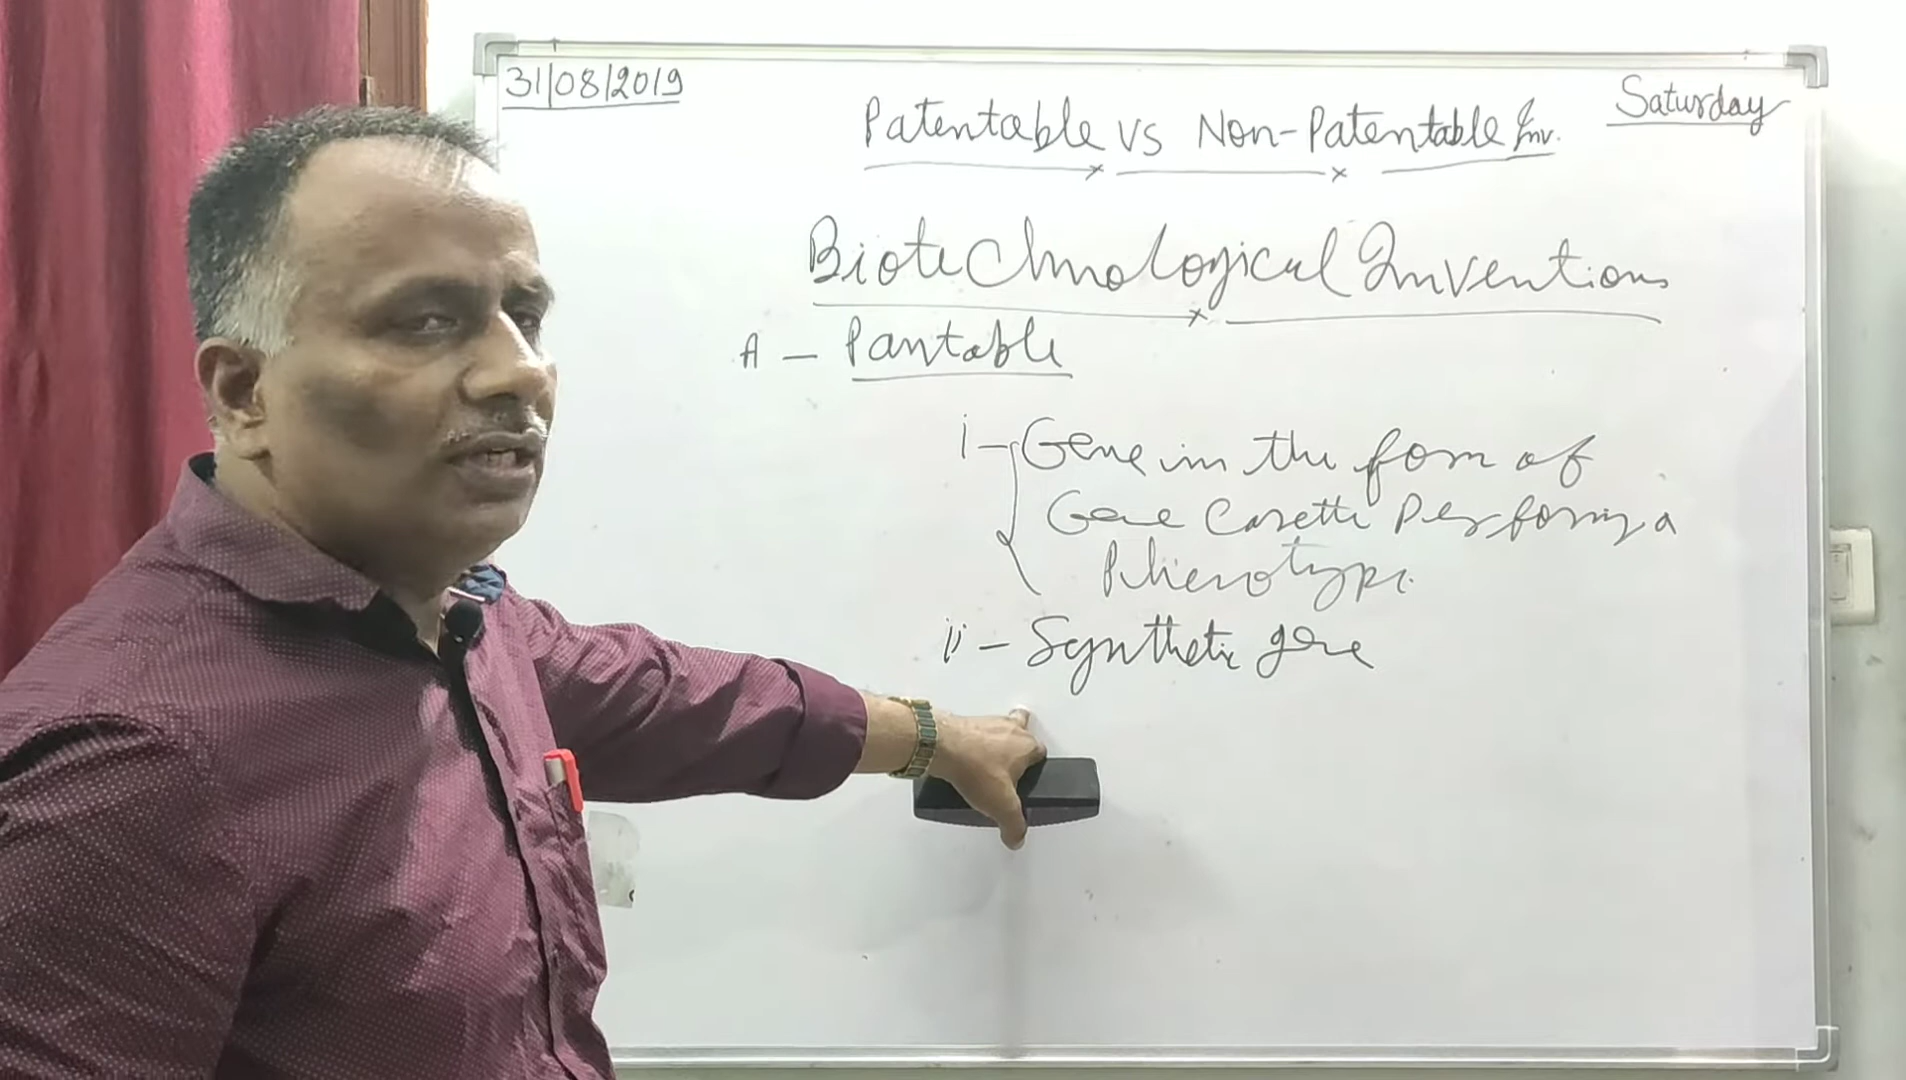 31/08/2019
Saturday
Patentable VS Non-Patentable Inv.
Biotechnological Inventions
A - Pantable
i - Gene in the form of
Gene Casette Performing a
Phenotype.
ii - Synthetic gene